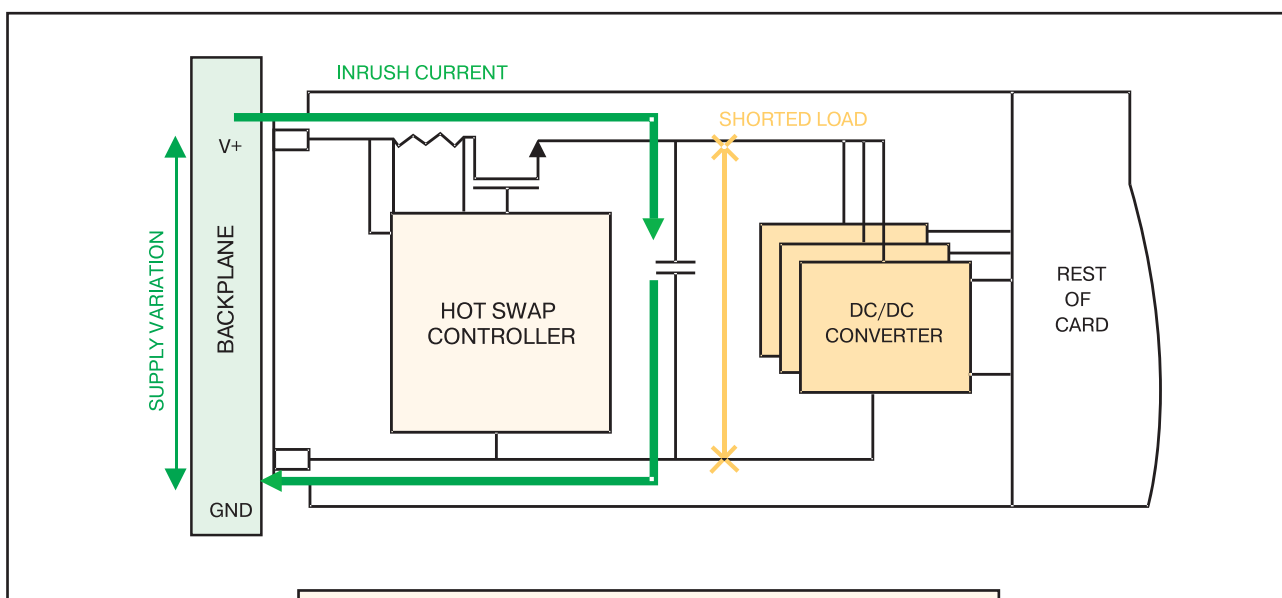 INRUSH CURRENT
SHORTED LOAD
V+
SUPPLY VARIATION
BACKPLANE
HOT SWAP
CONTROLLER
DC/DC
CONVERTER
REST
OF
CARD
GND